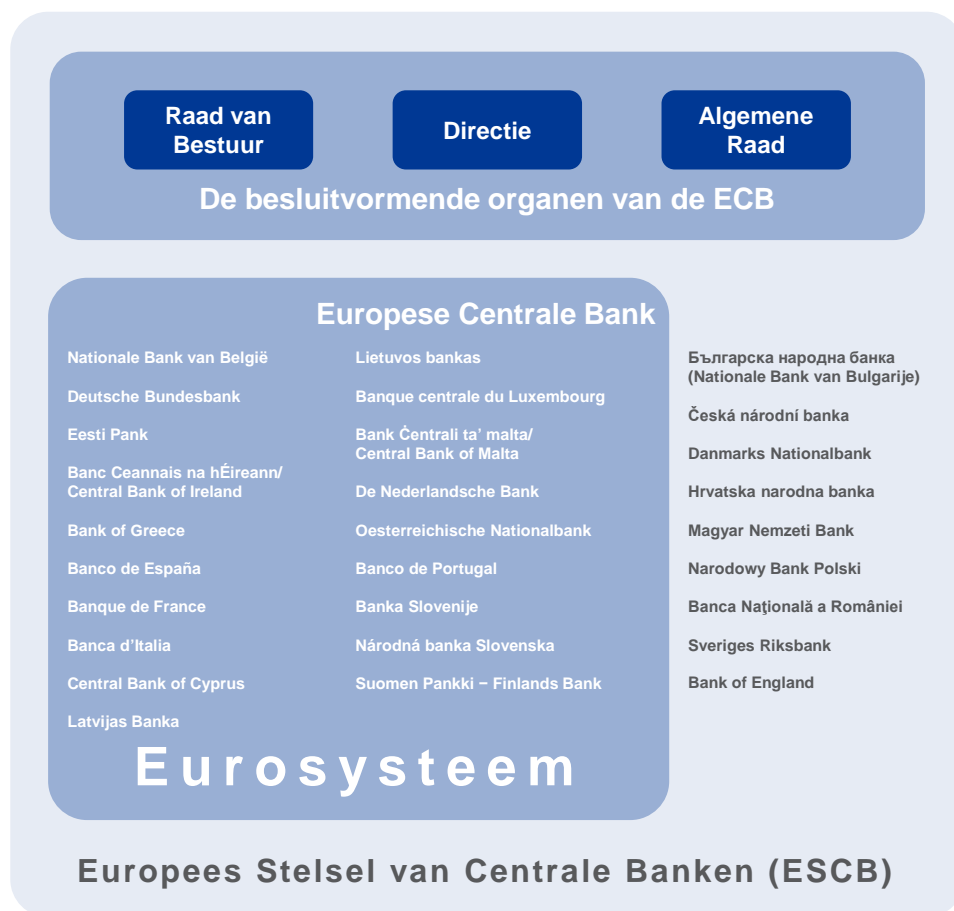 Raad van
Bestuur
Directie
Algemene
Raad
De besluitvormende organen van de ECB
Europese Centrale Bank
Nationale Bank van België
Deutsche Bundesbank
Eesti Pank
Banc Ceannais na hÉireann/
Central Bank of Ireland
Bank of Greece
Banco de España
Banque de France
Banca d'Italia
Central Bank of Cyprus
Latvijas Banka
Lietuvos bankas
Banque centrale du Luxembourg
Bank Ċentrali ta' malta/
Central Bank of Malta
De Nederlandsche Bank
Oesterreichische Nationalbank
Banco de Portugal
Banka Slovenije
Národná banka Slovenska
Suomen Pankki − Finlands Bank
Българска народна банка
(Nationale Bank van Bulgarije)
Česká národní banka
Danmarks Nationalbank
Hrvatska narodna banka
Magyar Nemzeti Bank
Narodowy Bank Polski
Banca Naţională a României
Sveriges Riksbank
Bank of England
Eurosysteem
Europees Stelsel van Centrale Banken (ESCB)